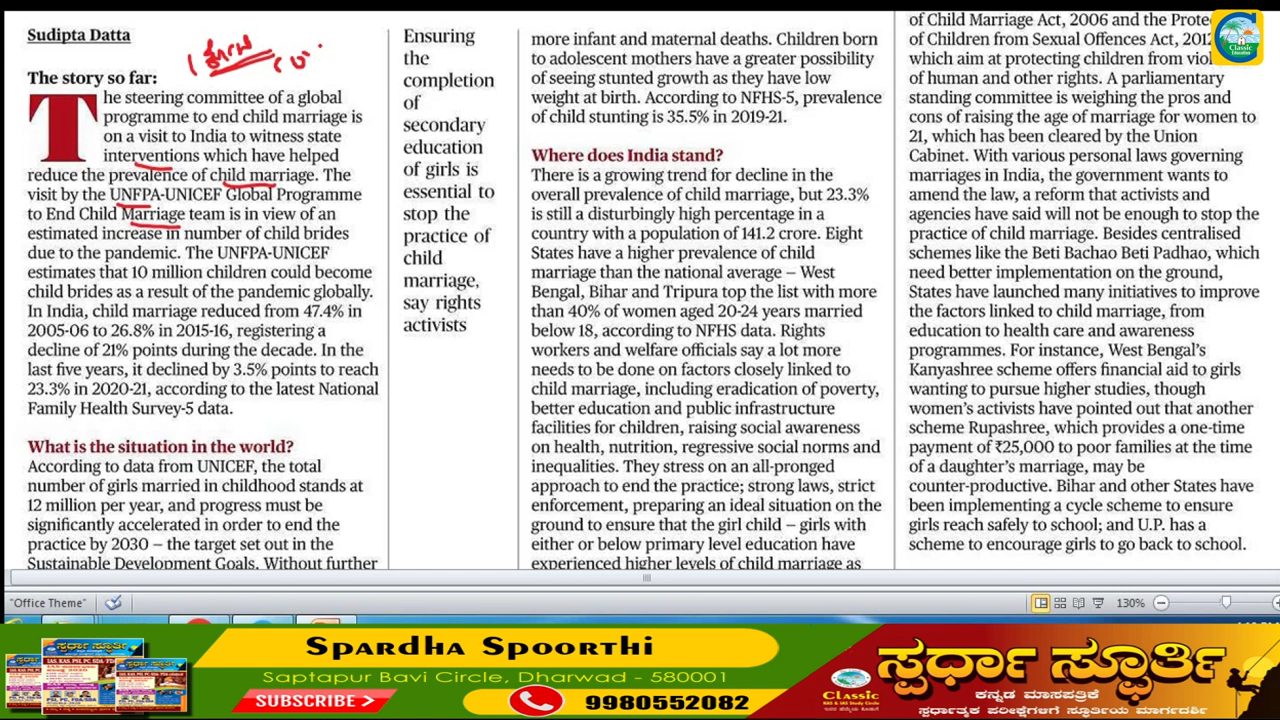 Sudipta Datta
The story so far:
The steering committee of a global
programme to end child marriage is
on a visit to India to witness state
interventions which have helped
reduce the prevalence of child marriage. The
visit by the UNFPA-UNICEF Global Programme
to End Child Marriage team is in view of an
estimated increase in number of child brides
due to the pandemic. The UNFPA-UNICEF
estimates that 10 million children could become
child brides as a result of the pandemic globally.
In India, child marriage reduced from 47.4% in
2005-06 to 26.8% in 2015-16, registering a
decline of 21% points during the decade. In the
last five years, it declined by 3.5% points to reach
23.3% in 2020-21, according to the latest National
Family Health Survey-5 data.
What is the situation in the world?
According to data from UNICEF, the total
number of girls married in childhood stands at
12 million per year, and progress must be
significantly accelerated in order to end the
practice by 2030 — the target set out in the
Sustainable Development Goals. Without further
Ensuring
the
completion
of
secondary
education
of girls is
essential to
stop the
practice of
child
marriage,
say rights
activists
more infant and maternal deaths. Children born
to adolescent mothers have a greater possibility
of seeing stunted growth as they have low
weight at birth. According to NFHS-5, prevalence
of child stunting is 35.5% in 2019-21.
Where does India stand?
There is a growing trend for decline in the
overall prevalence of child marriage, but 23.3%
is still a disturbingly high percentage in a
country with a population of 141.2 crore. Eight
States have a higher prevalence of child
marriage than the national average — West
Bengal, Bihar and Tripura top the list with more
than 40% of women aged 20-24 years married
below 18, according to NFHS data. Rights
workers and welfare officials say a lot more
needs to be done on factors closely linked to
child marriage, including eradication of poverty,
better education and public infrastructure
facilities for children, raising social awareness
on health, nutrition, regressive social norms and
inequalities. They stress on an all-pronged
approach to end the practice; strong laws, strict
enforcement, preparing an ideal situation on the
ground to ensure that the girl child — girls with
either or below primary level education have
experienced higher levels of child marriage as
of Child Marriage Act, 2006 and the
of Children from Sexual Offences Act,
which aim at protecting children from
of human and other rights. A parliamentary
standing committee is weighing the pros and
cons of raising the age of marriage for women to
21, which has been cleared by the Union
Cabinet. With various personal laws governing
marriages in India, the government wants to
amend the law, a reform that activists and
agencies have said will not be enough to stop the
practice of child marriage. Besides centralised
schemes like the Beti Bachao Beti Padhao, which
need better implementation on the ground,
States have launched many initiatives to improve
the factors linked to child marriage, from
education to health care and awareness
programmes. For instance, West Bengal's
Kanyashree scheme offers financial aid to girls
wanting to pursue higher studies, though
women's activists have pointed out that another
scheme Rupashree, which provides a one-time
payment of ₹25,000 to poor families at the time
of a daughter's marriage, may be
counter-productive. Bihar and other States have
been implementing a cycle scheme to ensure
girls reach safely to school; and U.P. has a
scheme to encourage girls to go back to school.
Classic
"Office Theme"
130%
Spardha Spoorthi
Saptapur Bavi Circle, Dharwad - 580001
SUBSCRIBE
9980552082
ಸ್ಪರ್ಧಾ ಸ್ಫೂರ್ತಿ
Classic
ಕನ್ನಡ ಮಾಸಪತ್ರಿಕೆ
ಸ್ಪರ್ಧಾತ್ಮಕ ಪರೀಕ್ಷೆಗಳಿಗೆ ಸ್ಫೂರ್ತಿಯ ಮಾರ್ಗದರ್ಶಿ